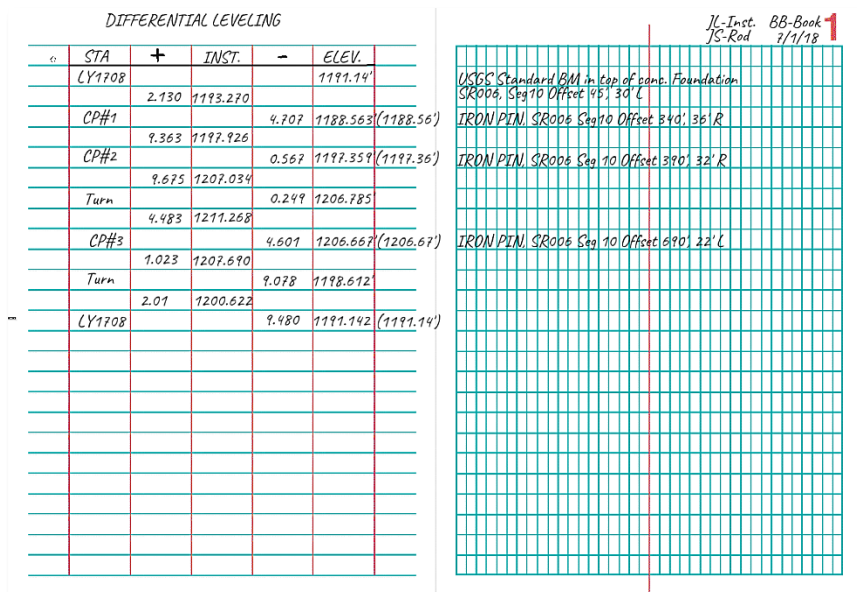 DIFFERENTIAL LEVELING
STA + INST. - ELEV.
LY1708 1191.14'
2.130 1193.270
CP#1 4.707 1188.563'(1188.56')
9.363 1197.926
CP#2 0.567 1197.359'(1197.36')
9.675 1207.034
Turn 0.249 1206.785'
4.483 1211.268
CP#3 4.601 1206.667'(1206.67')
1.023 1207.690
Turn 9.078 1198.612'
2.01 1200.622
LY1708 9.480 1191.142 (1191.14')
JL-Inst. BB-Book 1
JS-Rod 7/1/18
USGS Standard BM in top of conc. Foundation
SR006, Seg10 Offset 45', 30' L
IRON PIN, SR006 Seg10 Offset 340', 36' R
IRON PIN, SR006 Seg 10 Offset 390', 32' R
IRON PIN, SR006 Seg 10 Offset 690', 22' L